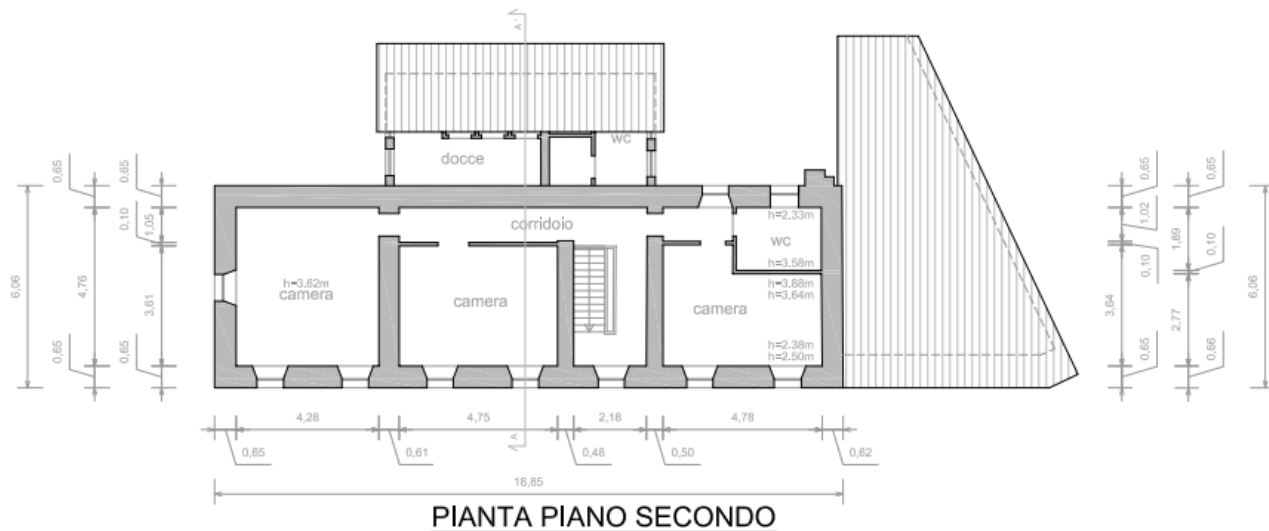 A'
wc
docce
0,65
0,65
0,65
0,65
0,10
1,05
1,02
1,89
0,10
0,10
corridoio
h=2.33m
wc
h=3.58m
6,06
4,76
3,61
h=3.62m
camera
camera
h=3.88m
h=3.64m
camera
3,64
2,77
6,06
h=2.38m
h=2.50m
0,65
0,65
0,65
0,66
4,28
4,75
A
2,18
4,78
0,65
0,61
0,48
0,50
0,62
18,85
PIANTA PIANO SECONDO